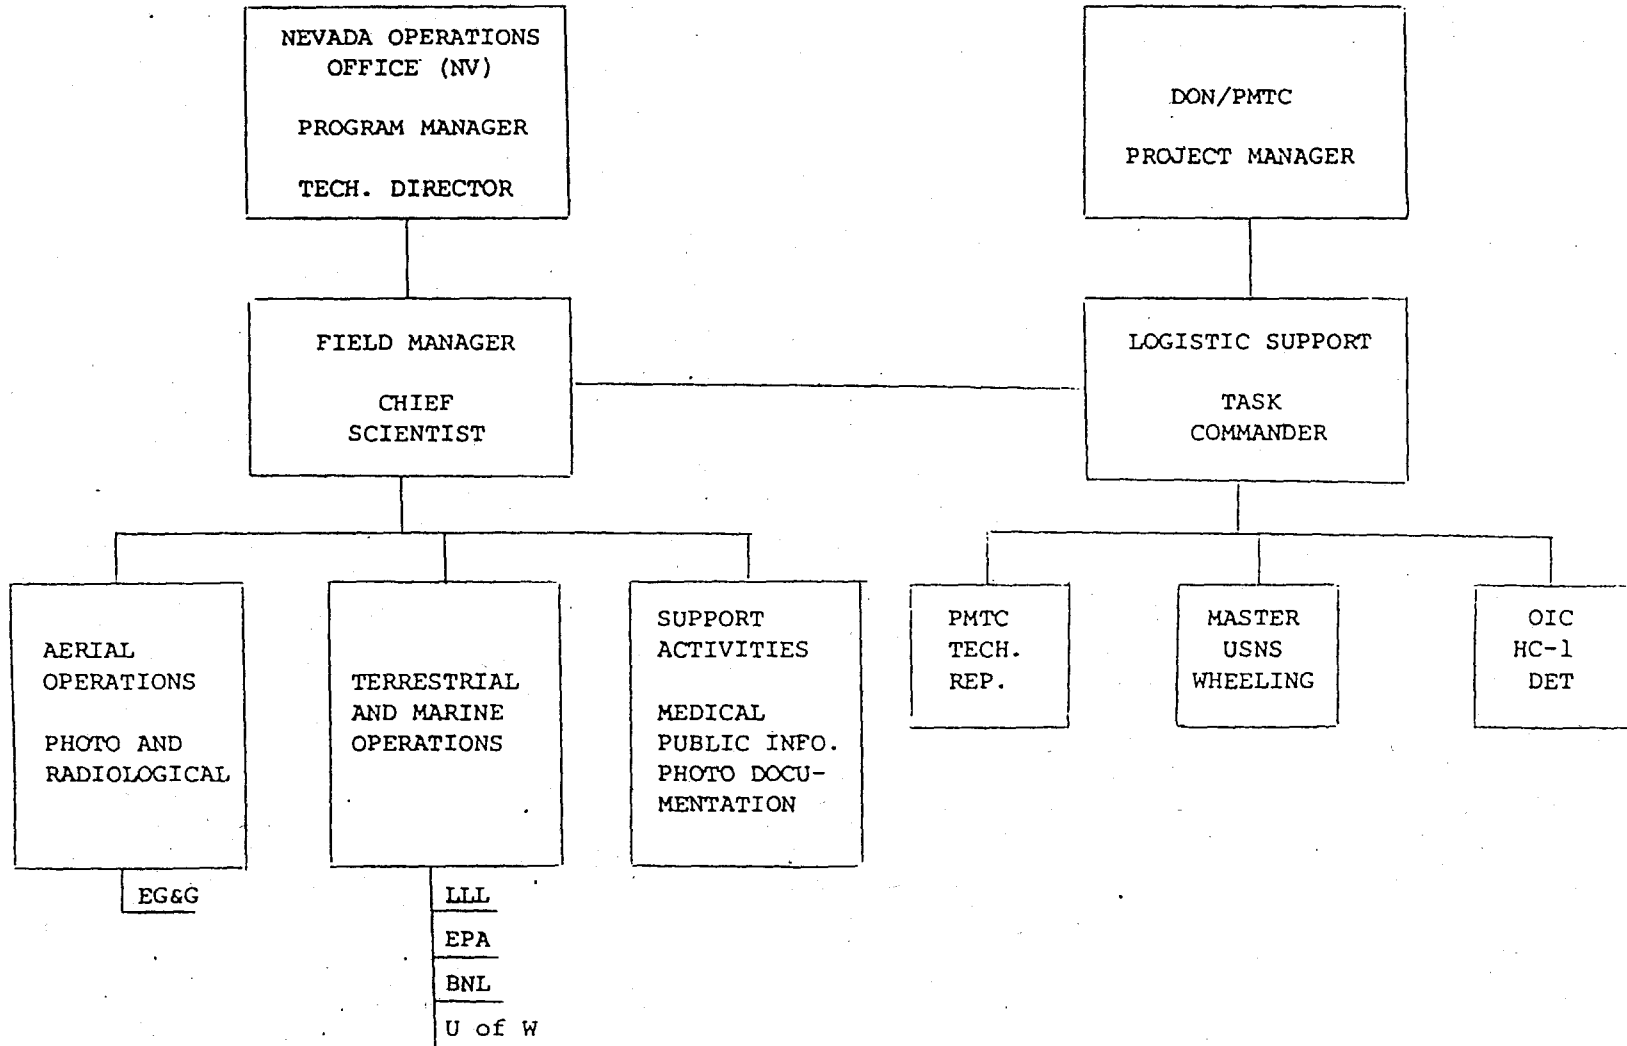 NEVADA OPERATIONS
OFFICE (NV)
PROGRAM MANAGER
TECH. DIRECTOR
DON/PMTC
PROJECT MANAGER
FIELD MANAGER
CHIEF
SCIENTIST
LOGISTIC SUPPORT
TASK
COMMANDER
AERIAL
OPERATIONS
PHOTO AND
RADIOLOGICAL
EG&G
TERRESTRIAL
AND MARINE
OPERATIONS
LLL
EPA
BNL
U of W
SUPPORT
ACTIVITIES
MEDICAL
PUBLIC INFO.
PHOTO DOCU-
MENTATION
PMTC
TECH.
REP.
MASTER
USNS
WHEELING
OIC
HC-1
DET